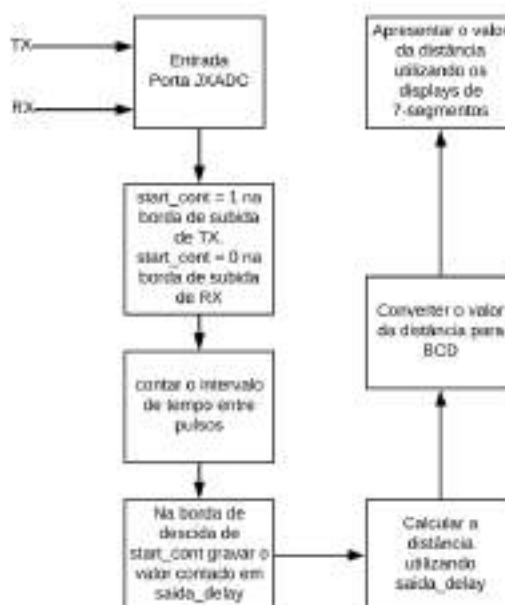 TX
RX
Entrada
Porta JXADC
start_cont = 1 na
borda de subida
de TX.
start_cont = 0 na
borda de subida
de RX
contar o intervalo
de tempo entre
pulsos
Na borda de
descida de
start_cont gravar o
valor contado em
saida_delay
Calcular a
distância
utilizando
saida_delay
Converter o valor
da distância para
BCD
Apresentar o valor
da distância
utilizando os
displays de
7-segmentos